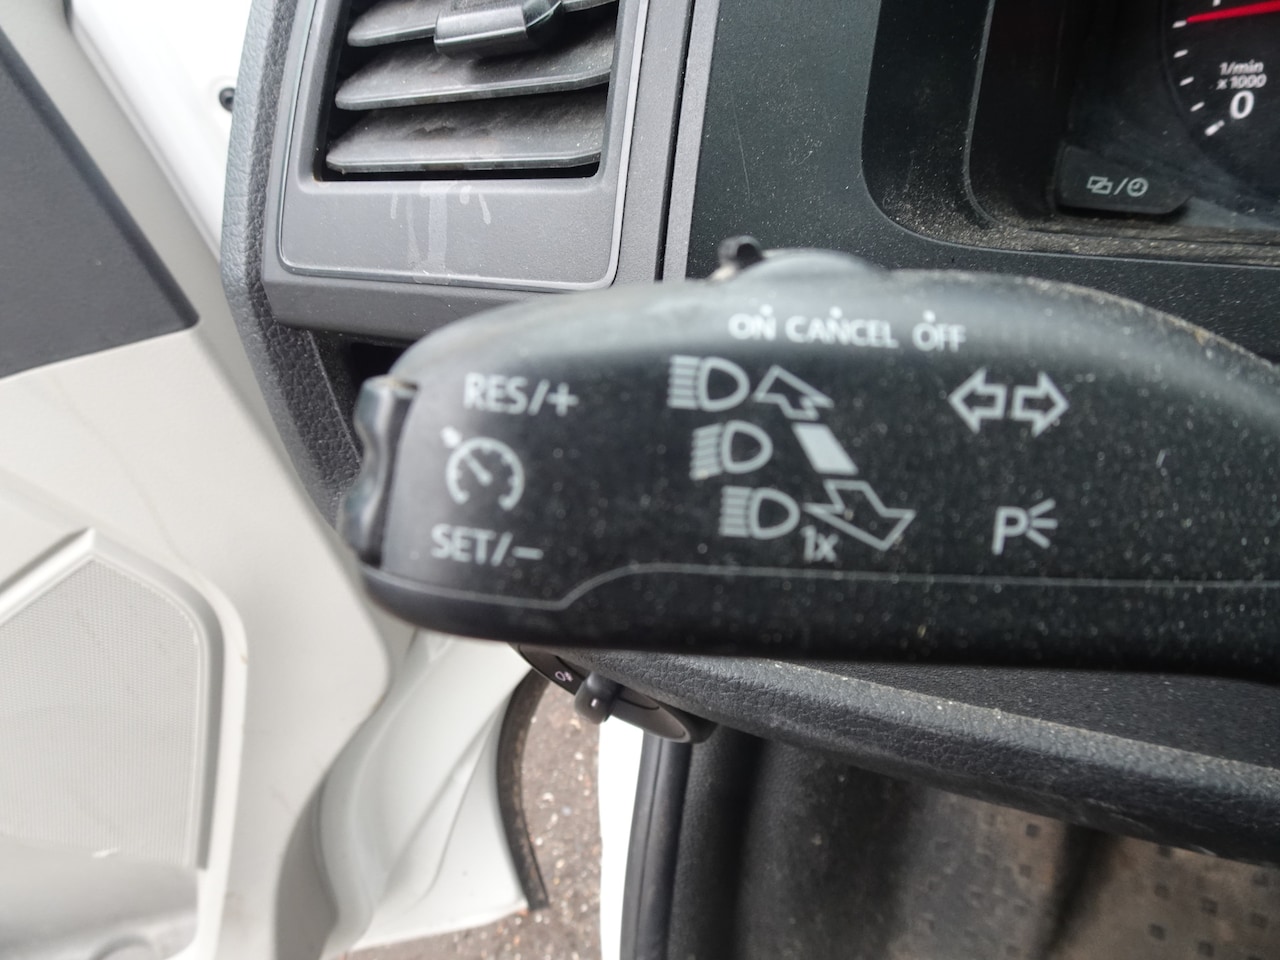 1/min
x 1000
0
ON CANCEL OFF
RES/+
SET/–
1x
P